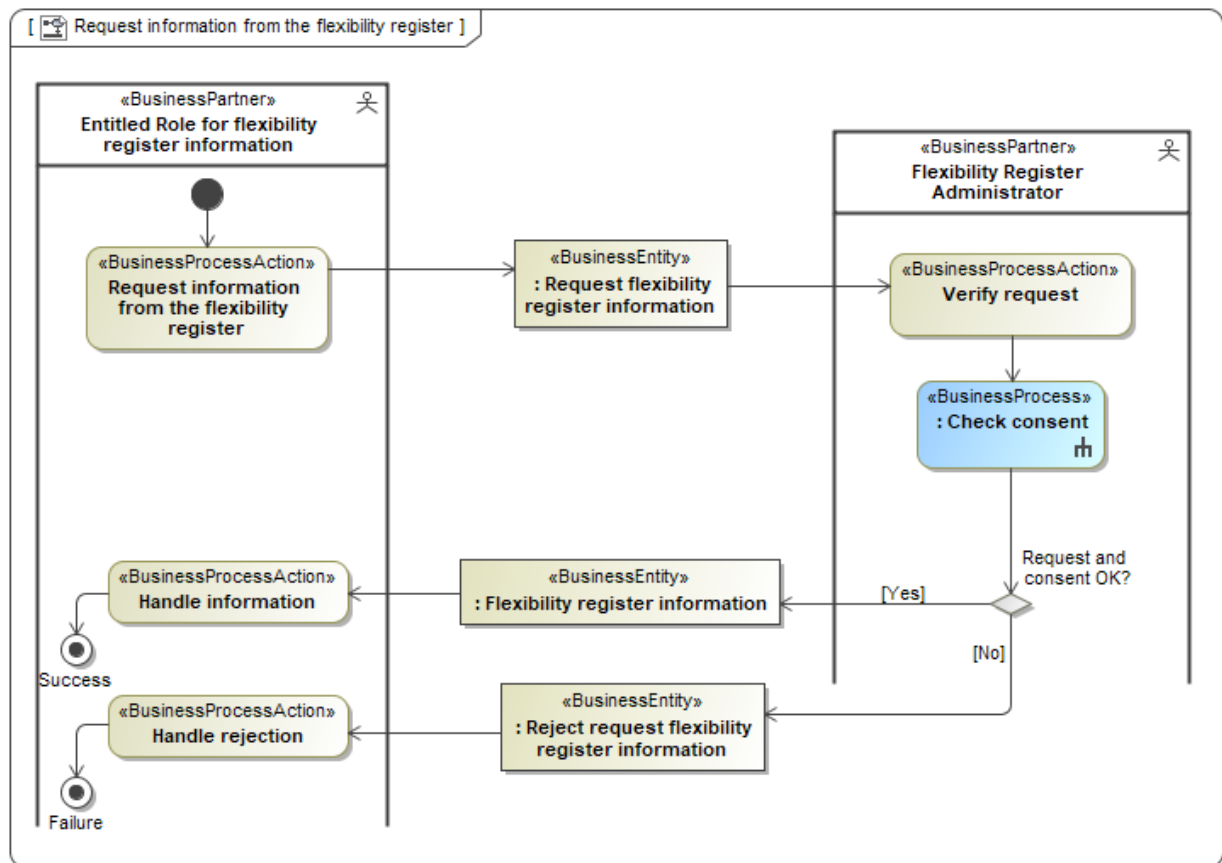 [ Request information from the flexibility register ]
«BusinessPartner»
Entitled Role for flexibility
register information
«BusinessPartner»
Flexibility Register
Administrator
«BusinessProcessAction»
Request information
from the flexibility
register
«BusinessEntity»
: Request flexibility
register information
«BusinessProcessAction»
Verify request
«BusinessProcess»
: Check consent
Request and
consent OK?
[Yes]
[No]
«BusinessEntity»
: Flexibility register information
«BusinessProcessAction»
Handle information
Success
«BusinessEntity»
: Reject request flexibility
register information
«BusinessProcessAction»
Handle rejection
Failure